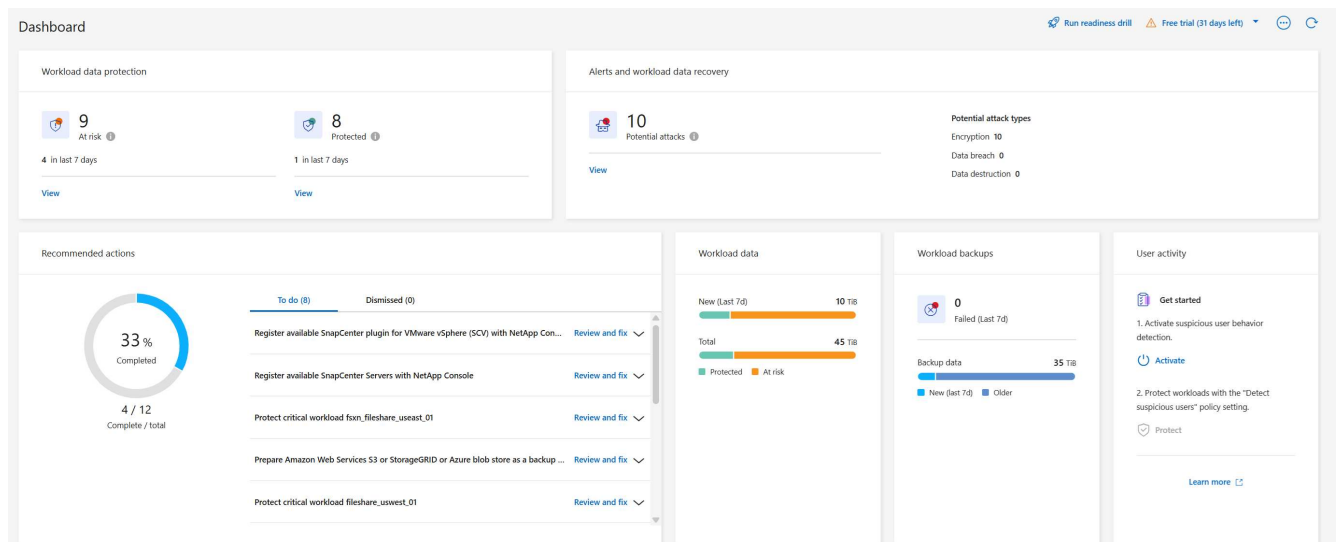 Dashboard
Run readiness drill
Free trial (31 days left)
Workload data protection
9
At risk
4 in last 7 days
View
8
Protected
1 in last 7 days
View
Alerts and workload data recovery
10
Potential attacks
View
Potential attack types
Encryption 10
Data breach 0
Data destruction 0
Recommended actions
33 %
Completed
4 / 12
Complete / total
To do (8)
Dismissed (0)
Register available SnapCenter plugin for VMware vSphere (SCV) with NetApp Con... Review and fix
Register available SnapCenter Servers with NetApp Console Review and fix
Protect critical workload fsxn_fileshare_useast_01 Review and fix
Prepare Amazon Web Services S3 or StorageGRID or Azure blob store as a backup ... Review and fix
Protect critical workload fileshare_uswest_01 Review and fix
Workload data
New (Last 7d) 10 TiB
Total 45 TiB
Protected At risk
Workload backups
0
Failed (Last 7d)
Backup data 35 TiB
New (last 7d) Older
User activity
Get started
1. Activate suspicious user behavior
detection.
Activate
2. Protect workloads with the "Detect
suspicious users" policy setting.
Protect
Learn more